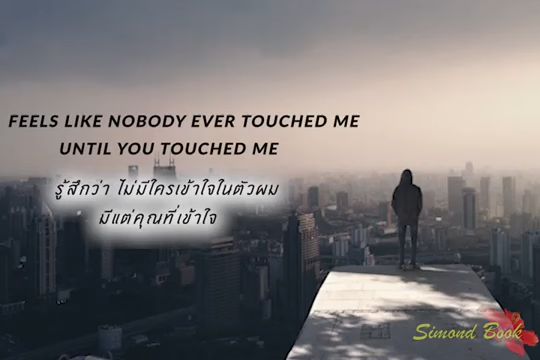 FEELS LIKE NOBODY EVER TOUCHED ME
UNTIL YOU TOUCHED ME
รู้สึกว่า ไม่มีใครเข้าใจในตัวผม
มีแต่คุณที่เข้าใจ
Simond Book